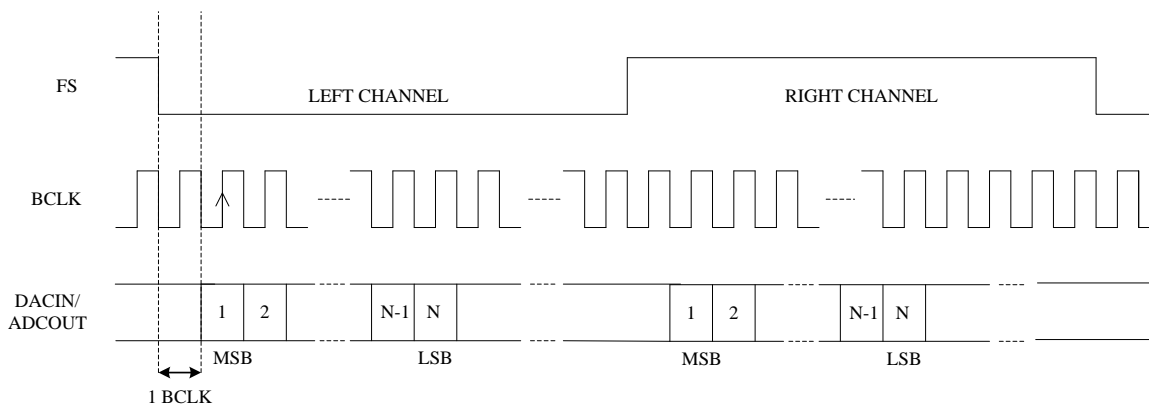 FS
LEFT CHANNEL
RIGHT CHANNEL
BCLK
DACIN/
ADCOUT
1
2
N-1
N
1
2
N-1
N
MSB
LSB
MSB
LSB
1 BCLK